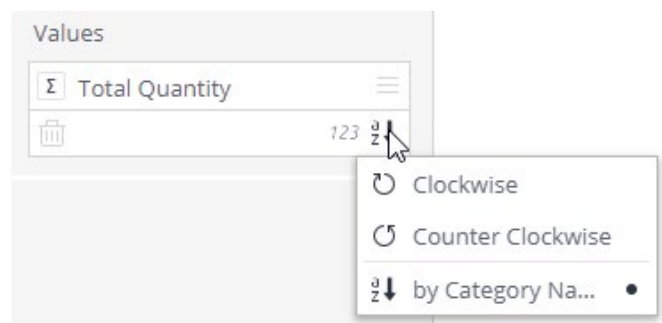 Values
Σ Total Quantity
123 a z
Clockwise
Counter Clockwise
a z by Category Na...